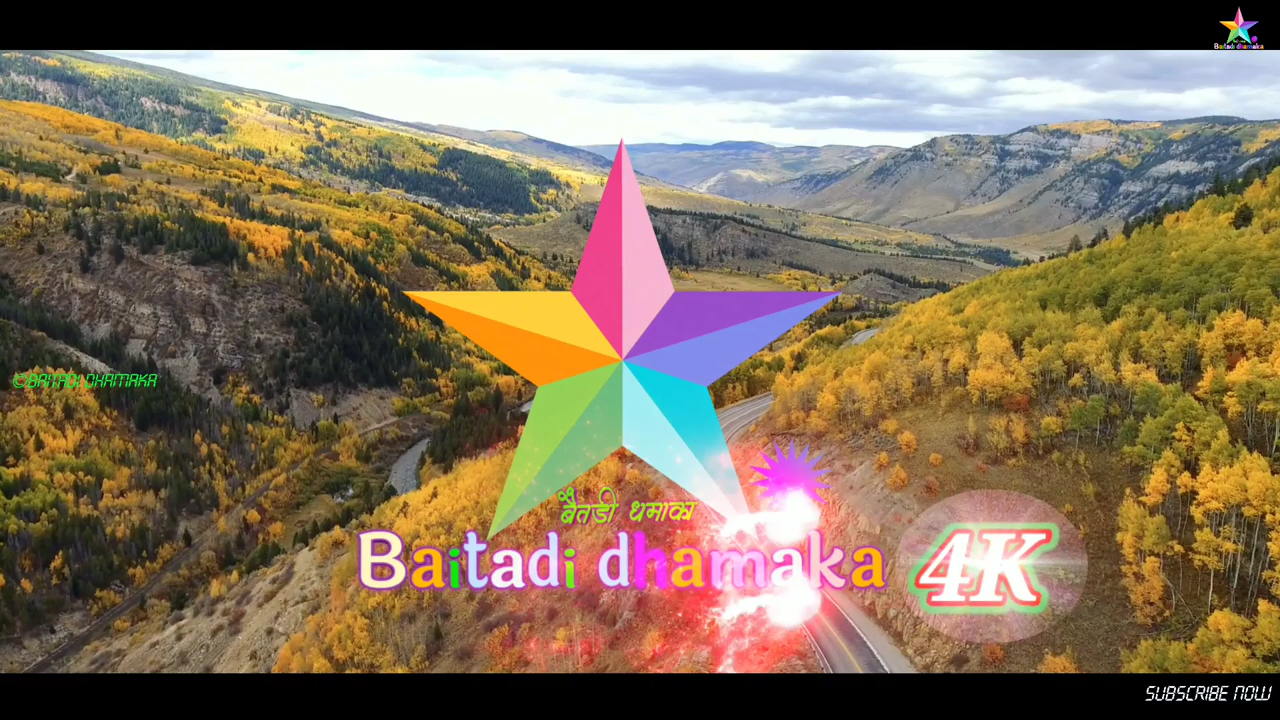 Baitadi dhamaka
©BAITADI DHAMAKA
बैतडी धमाका
Baitadi dhamaka
4K
SUBSCRIBE NOW